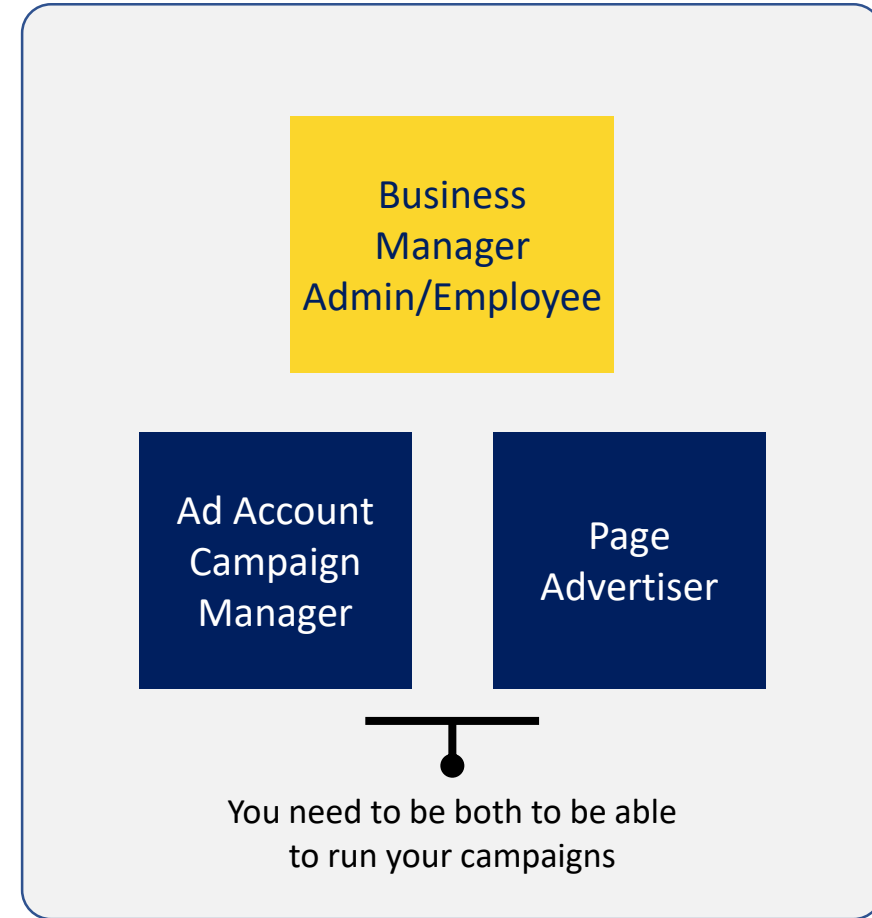 Business
Manager
Admin/Employee
Ad Account
Campaign
Manager
Page
Advertiser
You need to be both to be able
to run your campaigns